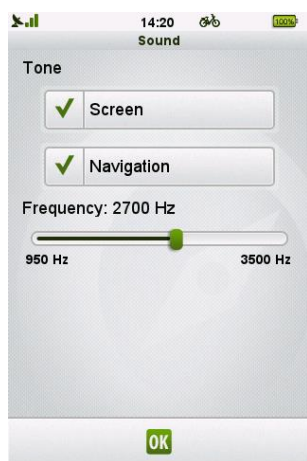 14:20 100%
Sound
Tone
Screen
Navigation
Frequency: 2700 Hz
950 Hz 3500 Hz
OK